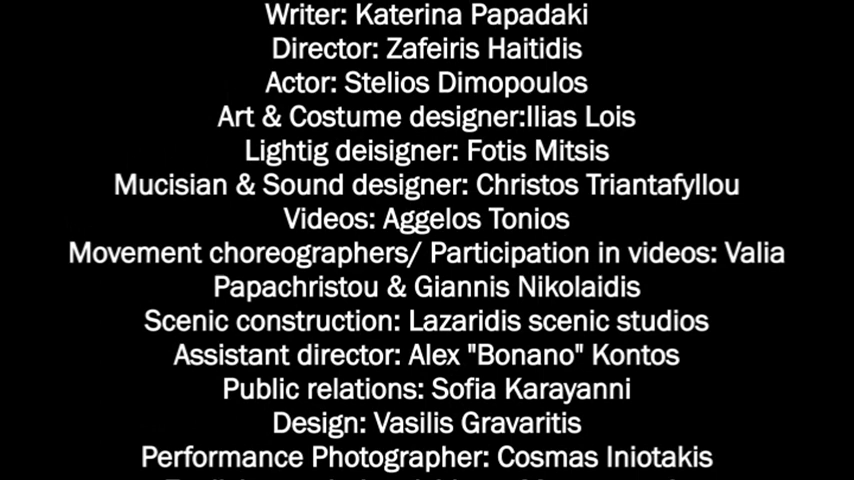 Writer: Katerina Papadaki
Director: Zafeiris Haitidis
Actor: Stelios Dimopoulos
Art & Costume designer:Ilias Lois
Lightig deisigner: Fotis Mitsis
Mucisian & Sound designer: Christos Triantafyllou
Videos: Aggelos Tonios
Movement choreographers/ Participation in videos: Valia
Papachristou & Giannis Nikolaidis
Scenic construction: Lazaridis scenic studios
Assistant director: Alex "Bonano" Kontos
Public relations: Sofia Karayanni
Design: Vasilis Gravaritis
Performance Photographer: Cosmas Iniotakis